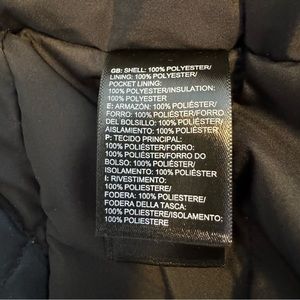 GB: SHELL: 100% POLYESTER/
LINING: 100% POLYESTER/
POCKET LINING:
100% POLYESTER/INSULATION:
100% POLYESTER
E: ARMAZÓN: 100% POLIÉSTER/
FORRO: 100% POLIÉSTER/FORRO
DEL BOLSILLO: 100% POLIÉSTER/
AISLAMIENTO: 100% POLIÉSTER
P: TECIDO PRINCIPAL:
100% POLIÉSTER/FORRO:
100% POLIÉSTER/FORRO DO
BOLSO: 100% POLIÉSTER/
ISOLAMENTO: 100% POLIÉSTER
I: RIVESTIMENTO:
100% POLIESTERE/
FODERA: 100% POLIESTERE/
FODERA DELLA TASCA:
100% POLIESTERE/ISOLAMENTO:
100% POLIESTERE